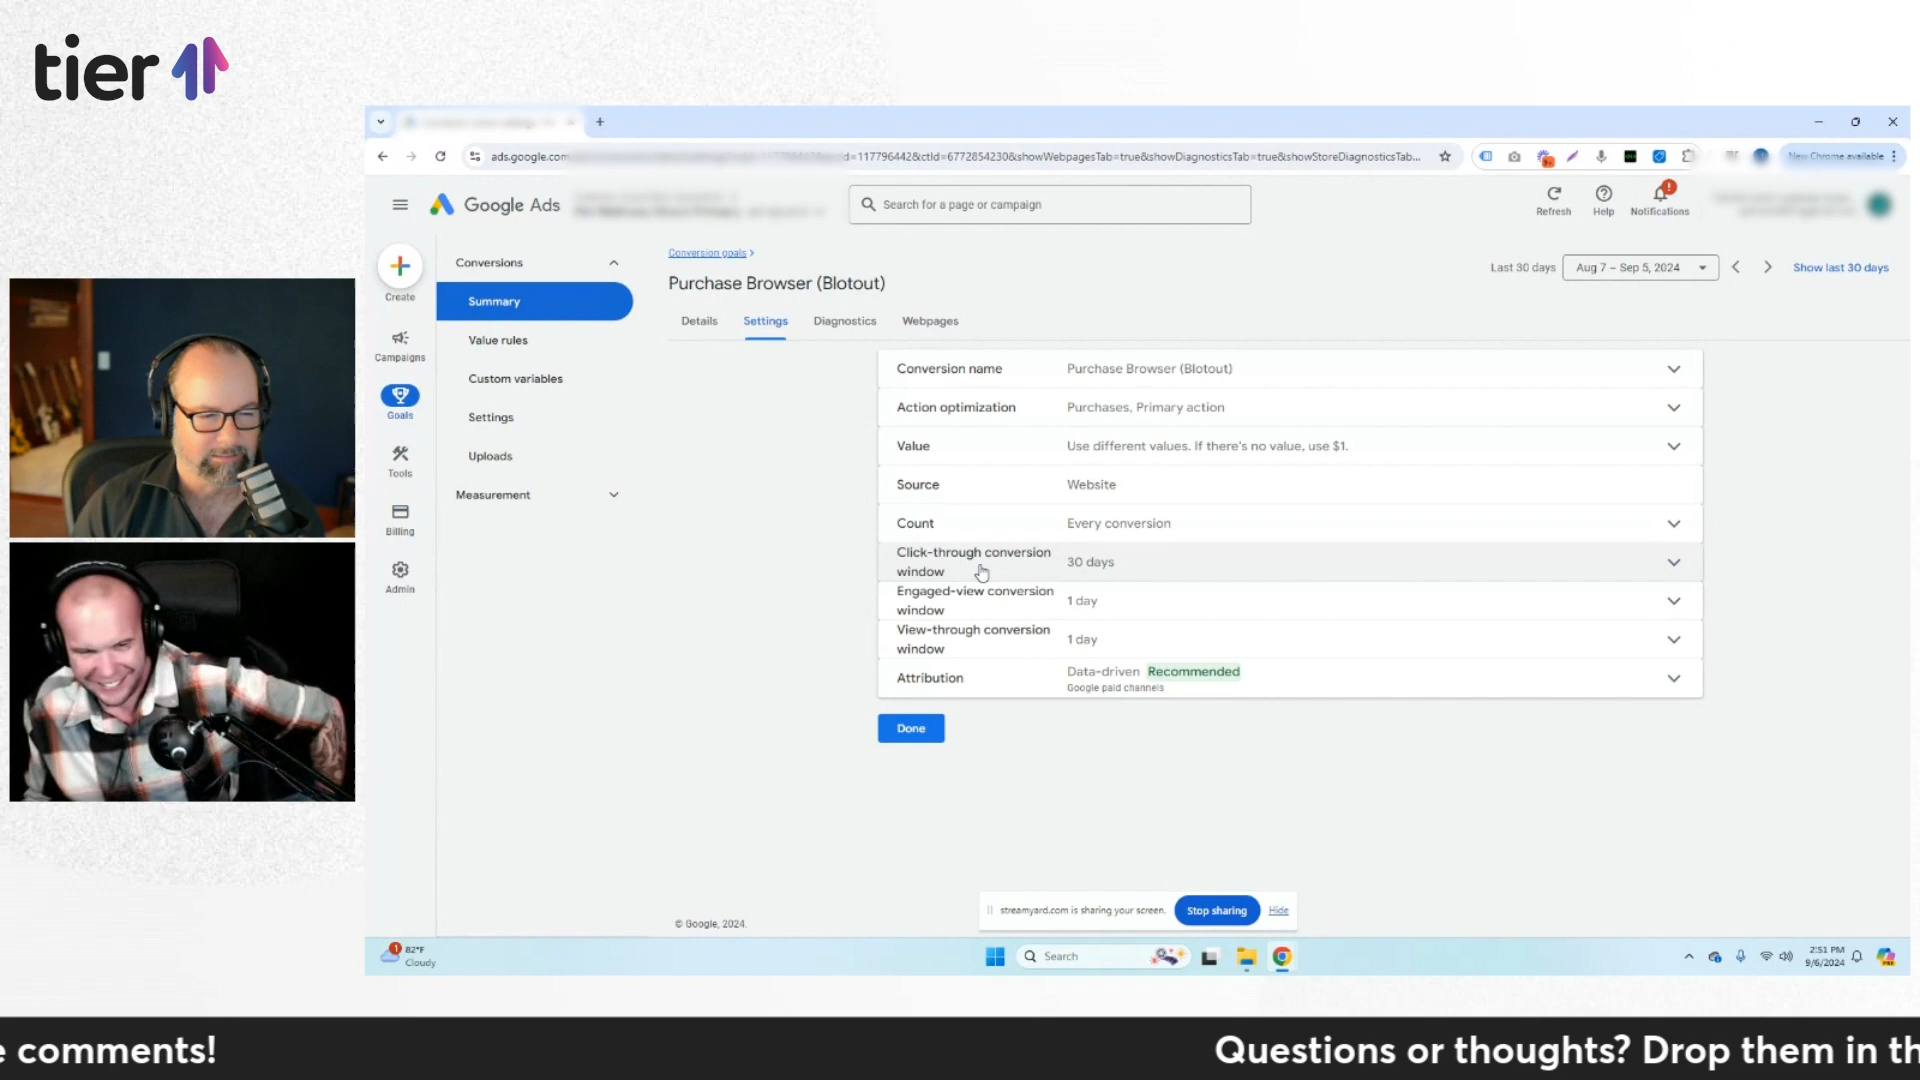 tier
ads.google.com
d=117796442&ctId=6772854230&showWebpagesTab=true&showDiagnosticsTab=true&showStoreDiagnosticsTab...
New Chrome available
Google Ads
Search for a page or campaign
Refresh
Help
Notifications
Create
Campaigns
Goals
Tools
Billing
Admin
Conversions
Summary
Value rules
Custom variables
Settings
Uploads
Measurement
Conversion goals
Purchase Browser (Blotout)
Last 30 days
Aug 7 – Sep 5, 2024
Show last 30 days
Details
Settings
Diagnostics
Webpages
Conversion name
Purchase Browser (Blotout)
Action optimization
Purchases, Primary action
Value
Use different values. If there's no value, use $1.
Source
Website
Count
Every conversion
Click-through conversion
window
30 days
Engaged-view conversion
window
1 day
View-through conversion
window
1 day
Attribution
Data-driven Recommended
Google paid channels
Done
© Google, 2024.
streamyard.com is sharing your screen.
Stop sharing
Hide
1
82°F
Cloudy
Search
2:51 PM
9/6/2024
e comments!
Questions or thoughts? Drop them in th